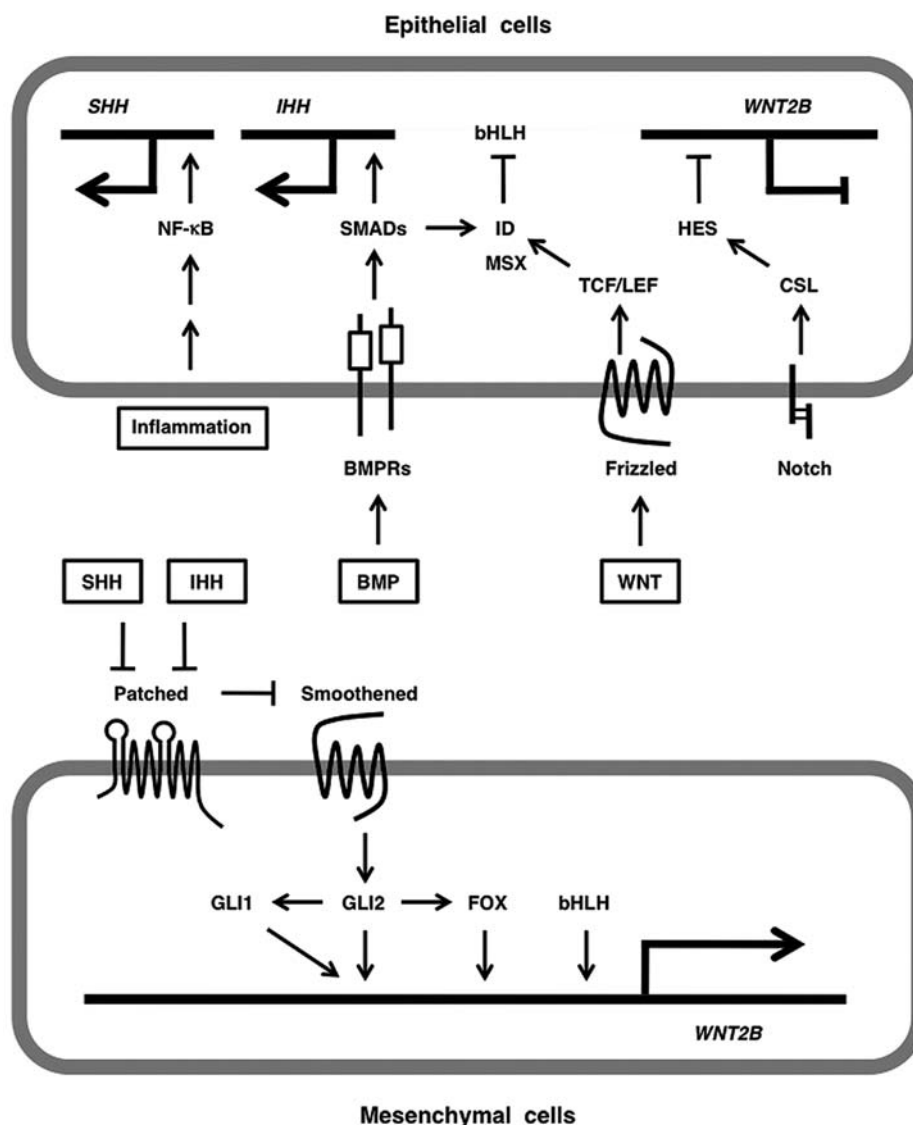 Epithelial cells
SHH
IHH
WNT2B
bHLH
NF-κB
SMADs
ID
HES
MSX
TCF/LEF
CSL
Inflammation
BMPRs
Frizzled
Notch
SHH
IHH
BMP
WNT
Patched
Smoothened
GLI1
GLI2
FOX
bHLH
WNT2B
Mesenchymal cells